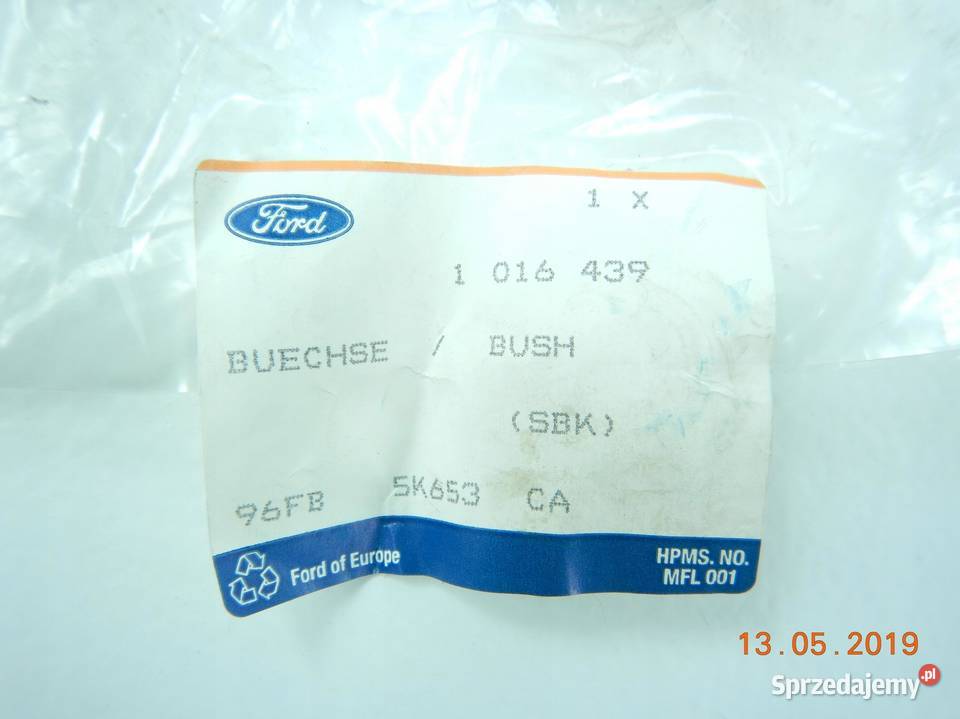 Ford
1 X
1 016 439
BUECHSE / BUSH
(SBK)
96FB 5K653 CA
Ford of Europe
HPMS. NO.
MFL 001
13.05.2019
Sprzedajemy.pl